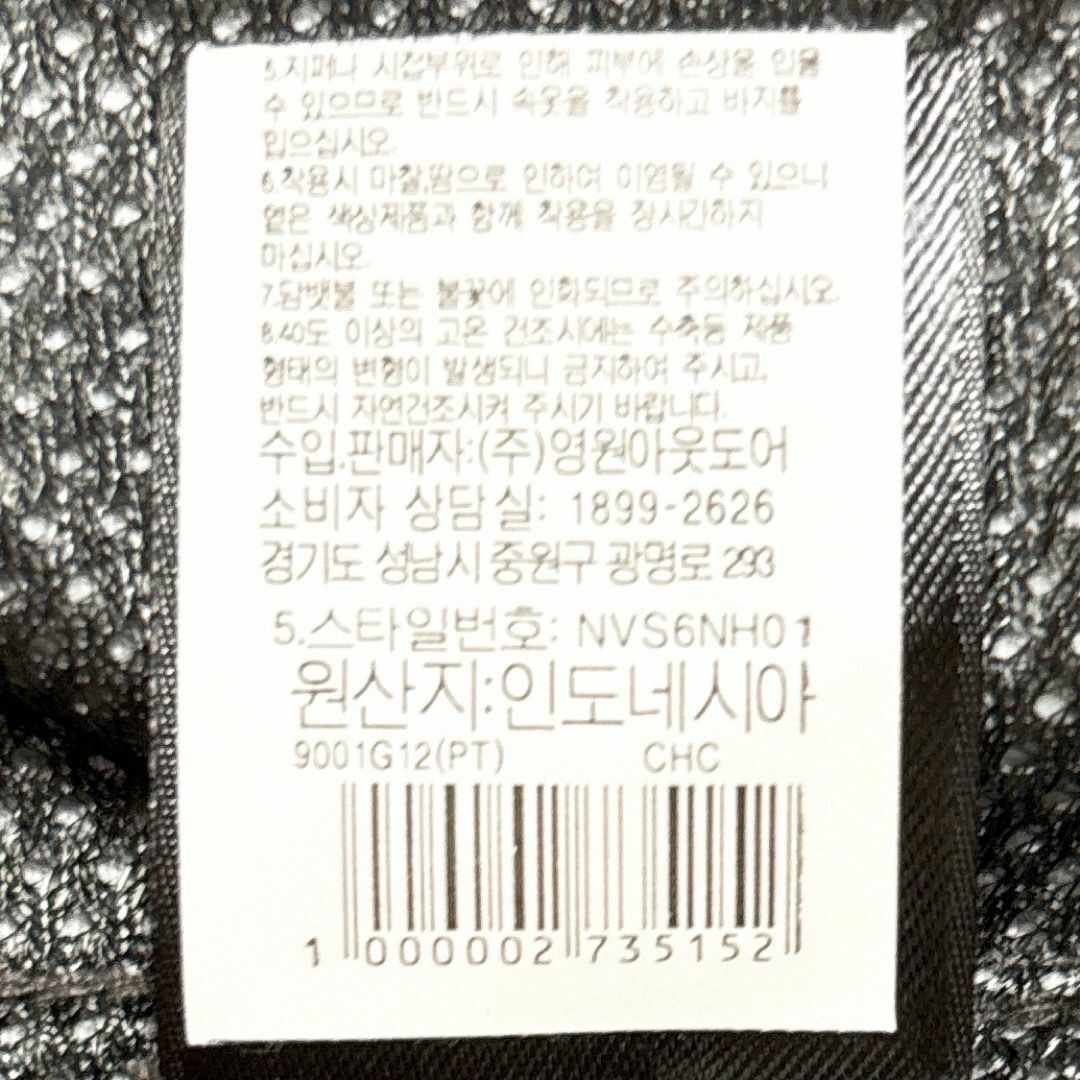 5.지퍼나 시접부위로 인해 피부에 손상을 입을
수 있으므로 반드시 속옷을 착용하고 바지를
입으십시오.
6.착용시 마찰,땀으로 인하여 이염될 수 있으니
옅은 색상제품과 함께 착용을 장시간하지
마십시오.
7.담뱃불 또는 불꽃에 인화되므로 주의하십시오.
8.40도 이상의 고온 건조시에는 수축등 제품
형태의 변형이 발생되니 금지하여 주시고,
반드시 자연건조시켜 주시기 바랍니다.
수입.판매자:(주)영원아웃도어
소비자 상담실: 1899-2626
경기도 성남시 중원구 광명로 293
5.스타일번호: NVS6NH01
원산지:인도네시아
9001G12(PT) CHC
1 000002 735152